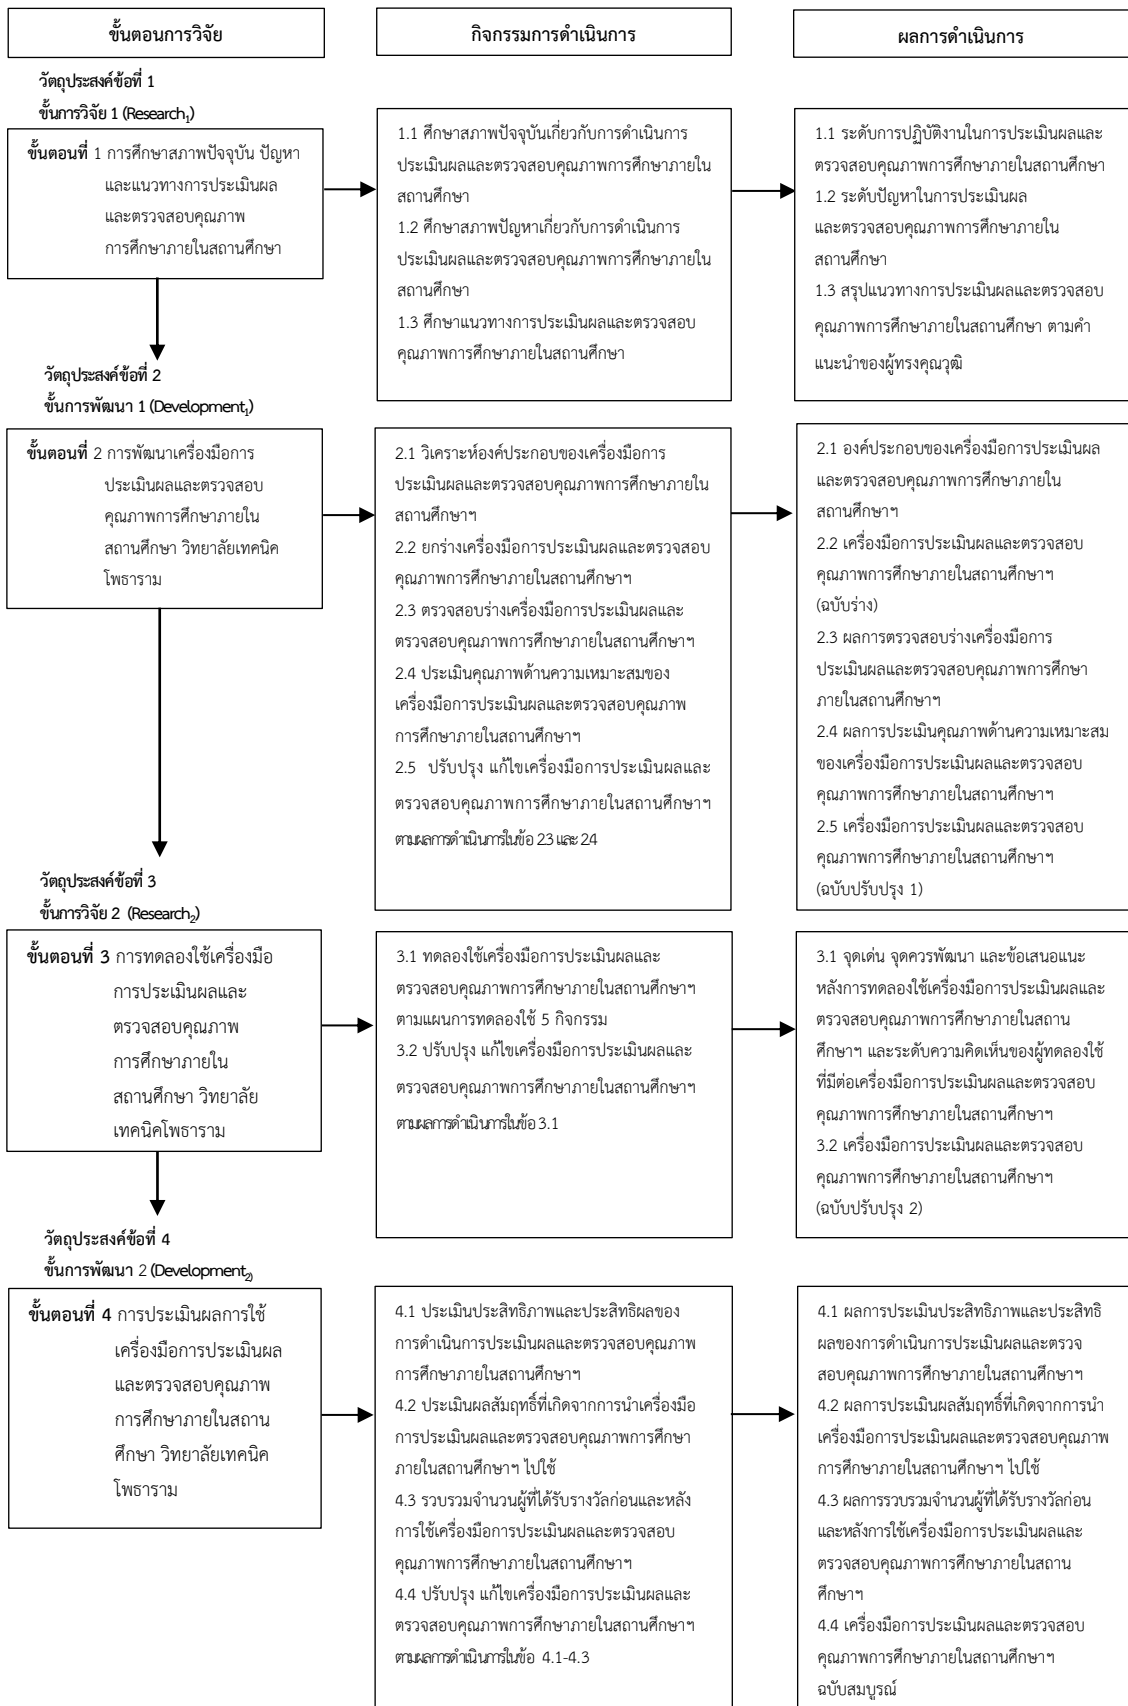 ขั้นตอนการวิจัย
กิจกรรมการดำเนินการ
ผลการดำเนินการ
วัตถุประสงค์ข้อที่ 1
ขั้นการวิจัย 1 (Research₁)
ขั้นตอนที่ 1 การศึกษาสภาพปัจจุบัน ปัญหา
และแนวทางการประเมินผล
และตรวจสอบคุณภาพ
การศึกษาภายในสถานศึกษา
1.1 ศึกษาสภาพปัจจุบันเกี่ยวกับการดำเนินการ
ประเมินผลและตรวจสอบคุณภาพการศึกษาภายใน
สถานศึกษา
1.2 ศึกษาสภาพปัญหาเกี่ยวกับการดำเนินการ
ประเมินผลและตรวจสอบคุณภาพการศึกษาภายใน
สถานศึกษา
1.3 ศึกษาแนวทางการประเมินผลและตรวจสอบ
คุณภาพการศึกษาภายในสถานศึกษา
1.1 ระดับการปฏิบัติงานในการประเมินผลและ
ตรวจสอบคุณภาพการศึกษาภายในสถานศึกษา
1.2 ระดับปัญหาในการประเมินผล
และตรวจสอบคุณภาพการศึกษาภายใน
สถานศึกษา
1.3 สรุปแนวทางการประเมินผลและตรวจสอบ
คุณภาพการศึกษาภายในสถานศึกษา ตามคำ
แนะนำของผู้ทรงคุณวุฒิ
วัตถุประสงค์ข้อที่ 2
ขั้นการพัฒนา 1 (Development₁)
ขั้นตอนที่ 2 การพัฒนาเครื่องมือการ
ประเมินผลและตรวจสอบ
คุณภาพการศึกษาภายใน
สถานศึกษา วิทยาลัยเทคนิค
โพธาราม
2.1 วิเคราะห์องค์ประกอบของเครื่องมือการ
ประเมินผลและตรวจสอบคุณภาพการศึกษาภายใน
สถานศึกษาฯ
2.2 ยกร่างเครื่องมือการประเมินผลและตรวจสอบ
คุณภาพการศึกษาภายในสถานศึกษาฯ
2.3 ตรวจสอบร่างเครื่องมือการประเมินผลและ
ตรวจสอบคุณภาพการศึกษาภายในสถานศึกษาฯ
2.4 ประเมินคุณภาพด้านความเหมาะสมของ
เครื่องมือการประเมินผลและตรวจสอบคุณภาพ
การศึกษาภายในสถานศึกษาฯ
2.5 ปรับปรุง แก้ไขเครื่องมือการประเมินผลและ
ตรวจสอบคุณภาพการศึกษาภายในสถานศึกษาฯ
ตามผลการดำเนินการในข้อ 2.3 และ 2.4
2.1 องค์ประกอบของเครื่องมือการประเมินผล
และตรวจสอบคุณภาพการศึกษาภายใน
สถานศึกษาฯ
2.2 เครื่องมือการประเมินผลและตรวจสอบ
คุณภาพการศึกษาภายในสถานศึกษาฯ
(ฉบับร่าง)
2.3 ผลการตรวจสอบร่างเครื่องมือการ
ประเมินผลและตรวจสอบคุณภาพการศึกษา
ภายในสถานศึกษาฯ
2.4 ผลการประเมินคุณภาพด้านความเหมาะสม
ของเครื่องมือการประเมินผลและตรวจสอบ
คุณภาพการศึกษาภายในสถานศึกษาฯ
2.5 เครื่องมือการประเมินผลและตรวจสอบ
คุณภาพการศึกษาภายในสถานศึกษาฯ
(ฉบับปรับปรุง 1)
วัตถุประสงค์ข้อที่ 3
ขั้นการวิจัย 2 (Research₂)
ขั้นตอนที่ 3 การทดลองใช้เครื่องมือ
การประเมินผลและ
ตรวจสอบคุณภาพ
การศึกษาภายใน
สถานศึกษา วิทยาลัย
เทคนิคโพธาราม
3.1 ทดลองใช้เครื่องมือการประเมินผลและ
ตรวจสอบคุณภาพการศึกษาภายในสถานศึกษาฯ
ตามแผนการทดลองใช้ 5 กิจกรรม
3.2 ปรับปรุง แก้ไขเครื่องมือการประเมินผลและ
ตรวจสอบคุณภาพการศึกษาภายในสถานศึกษาฯ
ตามผลการดำเนินการในข้อ 3.1
3.1 จุดเด่น จุดควรพัฒนา และข้อเสนอแนะ
หลังการทดลองใช้เครื่องมือการประเมินผลและ
ตรวจสอบคุณภาพการศึกษาภายในสถาน
ศึกษาฯ และระดับความคิดเห็นของผู้ทดลองใช้
ที่มีต่อเครื่องมือการประเมินผลและตรวจสอบ
คุณภาพการศึกษาภายในสถานศึกษาฯ
3.2 เครื่องมือการประเมินผลและตรวจสอบ
คุณภาพการศึกษาภายในสถานศึกษาฯ
(ฉบับปรับปรุง 2)
วัตถุประสงค์ข้อที่ 4
ขั้นการพัฒนา 2 (Development₂)
ขั้นตอนที่ 4 การประเมินผลการใช้
เครื่องมือการประเมินผล
และตรวจสอบคุณภาพ
การศึกษาภายในสถาน
ศึกษา วิทยาลัยเทคนิค
โพธาราม
4.1 ประเมินประสิทธิภาพและประสิทธิผลของ
การดำเนินการประเมินผลและตรวจสอบคุณภาพ
การศึกษาภายในสถานศึกษาฯ
4.2 ประเมินผลสัมฤทธิ์ที่เกิดจากการนำเครื่องมือ
การประเมินผลและตรวจสอบคุณภาพการศึกษา
ภายในสถานศึกษาฯ ไปใช้
4.3 รวบรวมจำนวนผู้ที่ได้รับรางวัลก่อนและหลัง
การใช้เครื่องมือการประเมินผลและตรวจสอบ
คุณภาพการศึกษาภายในสถานศึกษาฯ
4.4 ปรับปรุง แก้ไขเครื่องมือการประเมินผลและ
ตรวจสอบคุณภาพการศึกษาภายในสถานศึกษาฯ
ตามผลการดำเนินการในข้อ 4.1-4.3
4.1 ผลการประเมินประสิทธิภาพและประสิทธิ
ผลของการดำเนินการประเมินผลและตรวจ
สอบคุณภาพการศึกษาภายในสถานศึกษาฯ
4.2 ผลการประเมินผลสัมฤทธิ์ที่เกิดจากการนำ
เครื่องมือการประเมินผลและตรวจสอบคุณภาพ
การศึกษาภายในสถานศึกษาฯ ไปใช้
4.3 ผลการรวบรวมจำนวนผู้ที่ได้รับรางวัลก่อน
และหลังการใช้เครื่องมือการประเมินผลและ
ตรวจสอบคุณภาพการศึกษาภายในสถาน
ศึกษาฯ
4.4 เครื่องมือการประเมินผลและตรวจสอบ
คุณภาพการศึกษาภายในสถานศึกษาฯ
ฉบับสมบูรณ์